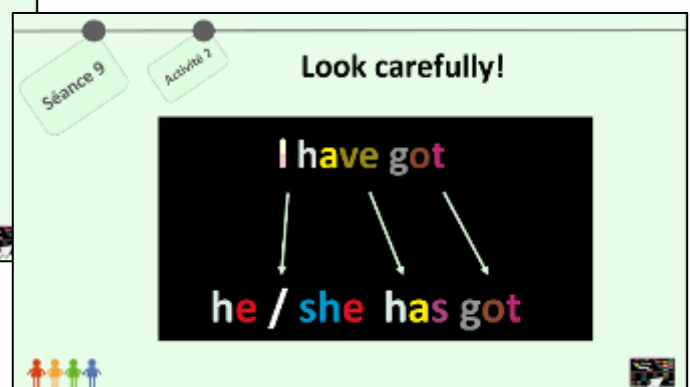 Séance 9
Activité 2
Look carefully!
I have got
he / she has got